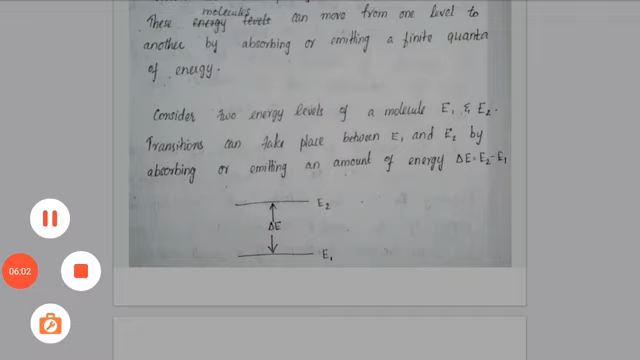 molecules
These energy levels can move from one level to
another by absorbing or emitting a finite quanta
of energy.
Consider two energy levels of a molecule E₁ & E₂.
Transitions can take place between E₁ and E₂ by
absorbing or emitting an amount of energy ΔE = E₂ - E₁
E₂
ΔE
E₁
06:02